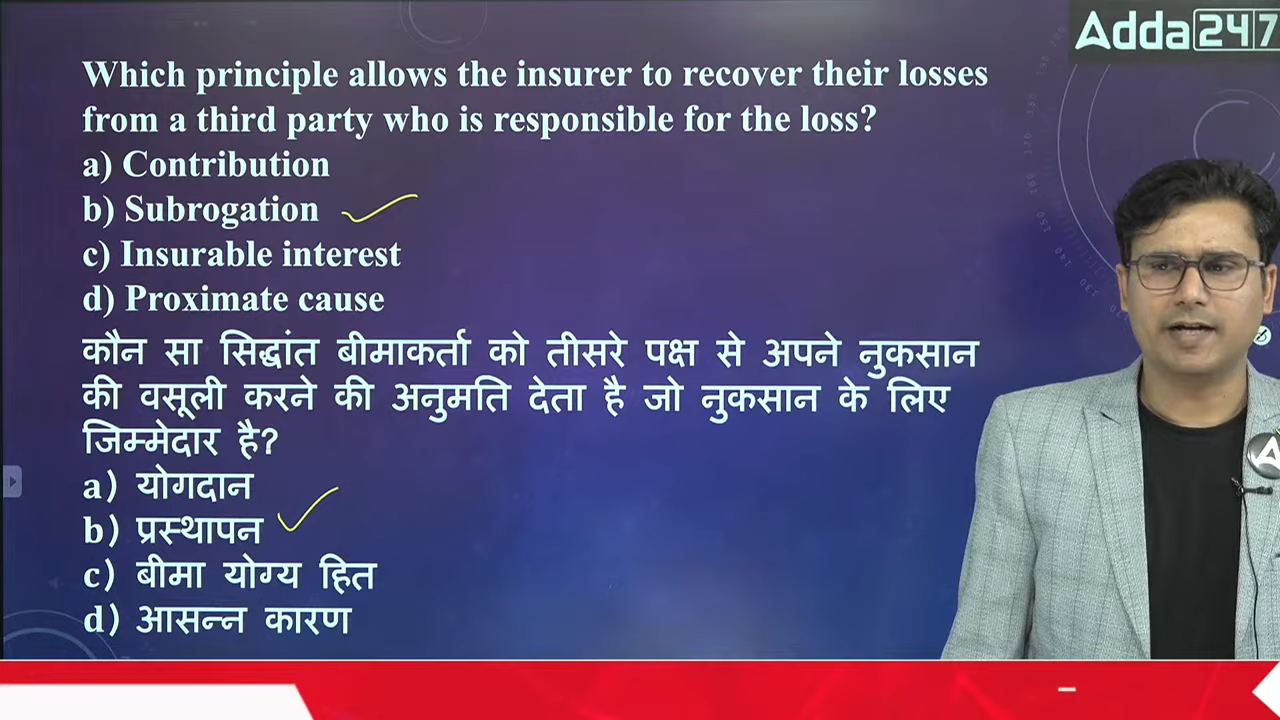 Adda247
Which principle allows the insurer to recover their losses
from a third party who is responsible for the loss?
a) Contribution
b) Subrogation
c) Insurable interest
d) Proximate cause
कौन सा सिद्धांत बीमाकर्ता को तीसरे पक्ष से अपने नुकसान
की वसूली करने की अनुमति देता है जो नुकसान के लिए
जिम्मेदार है?
a) योगदान
b) प्रस्थापन
c) बीमा योग्य हित
d) आसन्न कारण